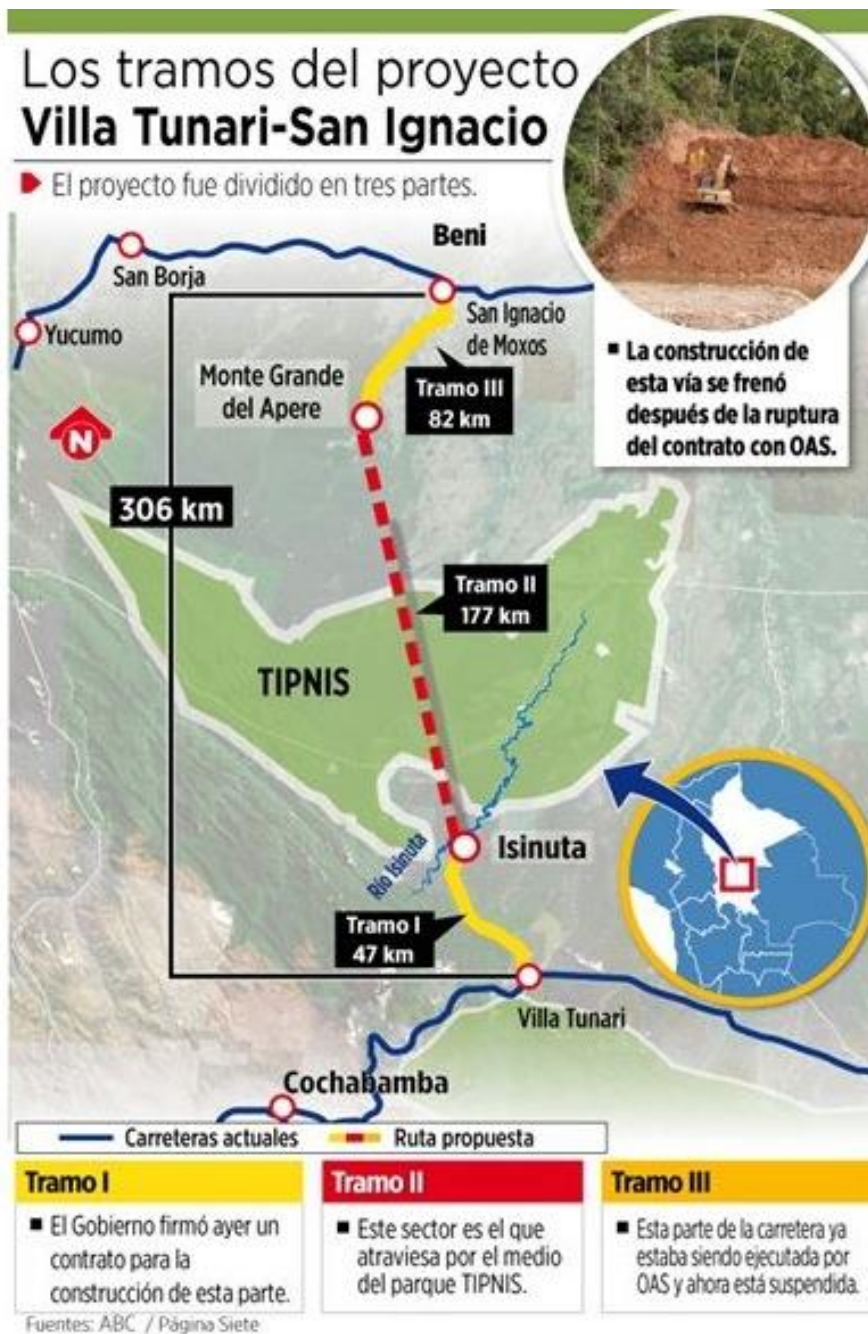 Los tramos del proyecto
Villa Tunari-San Ignacio
El proyecto fue dividido en tres partes.
Beni
San Borja
Yucumo
San Ignacio
de Moxos
Monte Grande
del Apere
Tramo III
82 km
■ La construcción de
esta vía se frenó
después de la ruptura
del contrato con OAS.
N
306 km
Tramo II
177 km
TIPNIS
Isinuta
Río Isinuta
Tramo I
47 km
Villa Tunari
Cochabamba
Carreteras actuales
Ruta propuesta
Tramo I
■ El Gobierno firmó ayer un
contrato para la
construcción de esta parte.
Tramo II
■ Este sector es el que
atraviesa por el medio
del parque TIPNIS.
Tramo III
■ Esta parte de la carretera ya
estaba siendo ejecutada por
OAS y ahora está suspendida.
Fuentes: ABC / Página Siete